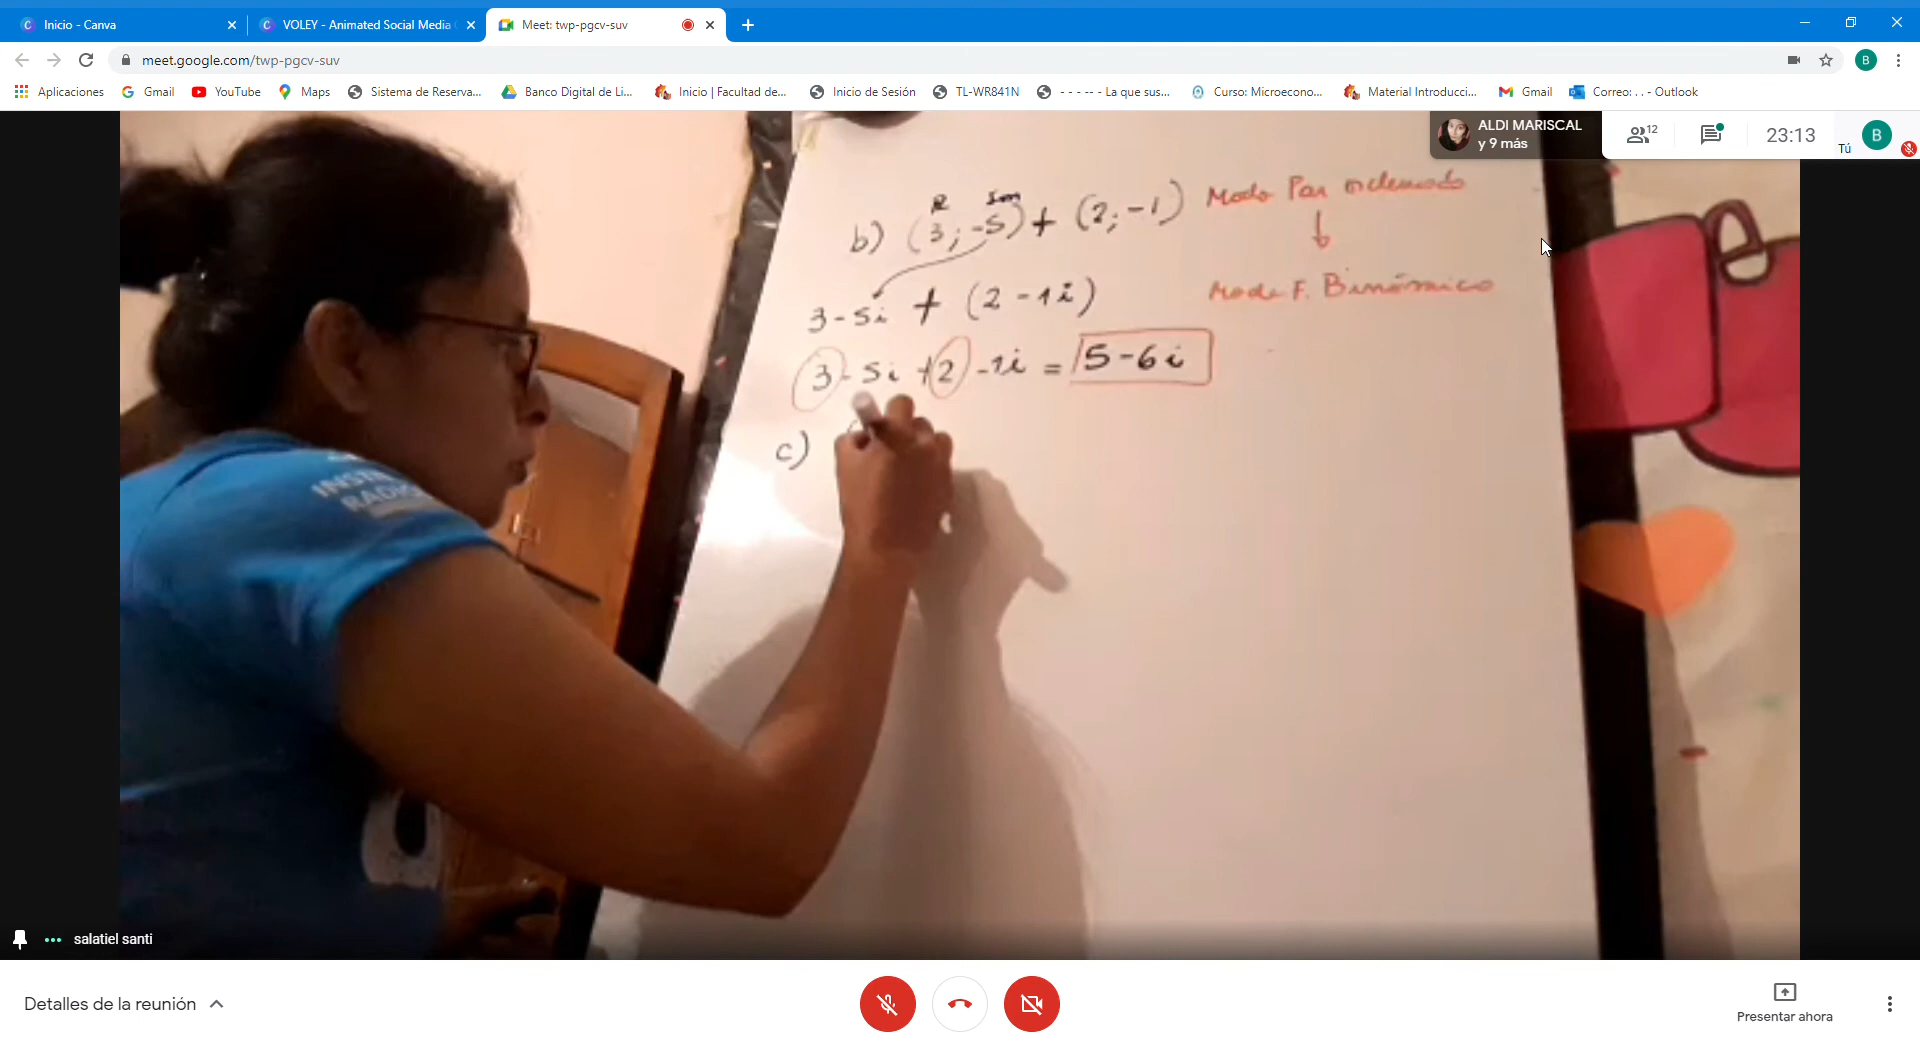 Inicio - Canva
VOLEY - Animated Social Media
Meet: twp-pgcv-suv
meet.google.com/twp-pgcv-suv
B
Aplicaciones
Gmail
YouTube
Maps
Sistema de Reserva...
Banco Digital de Li...
Inicio | Facultad de...
Inicio de Sesión
TL-WR841N
- - - -- - La que sus...
Curso: Microecono...
Material Introducci...
Gmail
Correo: . . - Outlook
ALDI MARISCAL
y 9 más
12
23:13
Tú
B
R Im
b) (3; -5) + (2; -1) Modo Par ordenado
3 - 5i + (2 - 1i) Modo F. Binómico
3 - 5i + 2 - 1i = 5 - 6i
c) (
INSTI
RADI
salatiel santi
Detalles de la reunión
Presentar ahora